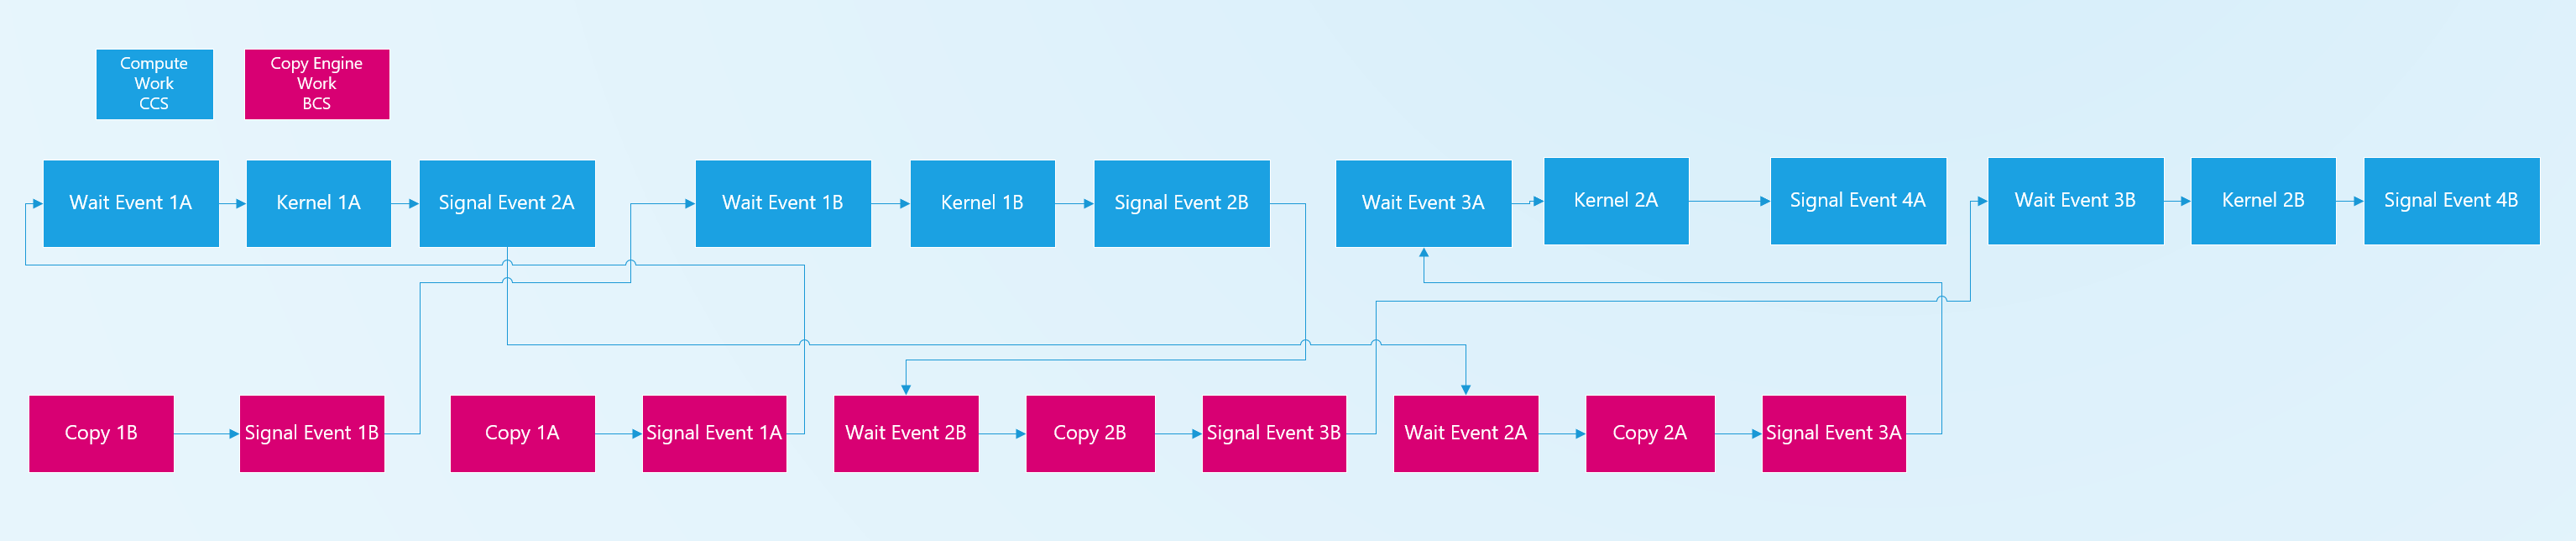 Compute
Work
CCS
Copy Engine
Work
BCS
Wait Event 1A
Kernel 1A
Signal Event 2A
Wait Event 1B
Kernel 1B
Signal Event 2B
Wait Event 3A
Kernel 2A
Signal Event 4A
Wait Event 3B
Kernel 2B
Signal Event 4B
Copy 1B
Signal Event 1B
Copy 1A
Signal Event 1A
Wait Event 2B
Copy 2B
Signal Event 3B
Wait Event 2A
Copy 2A
Signal Event 3A